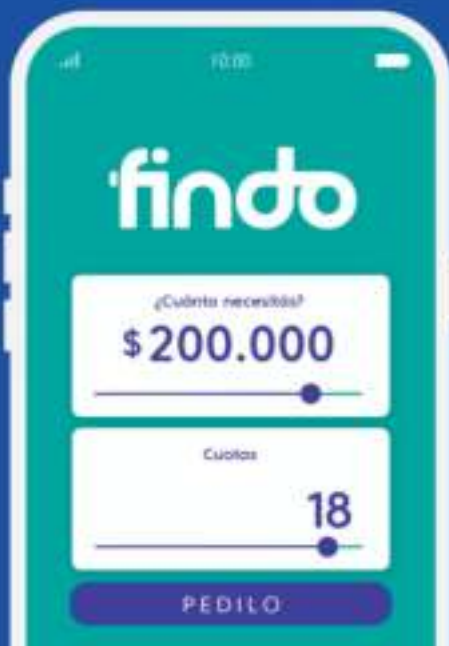 10:00
findo
¿Cuánto necesitás?
$200.000
Cuotas
18
PEDILO